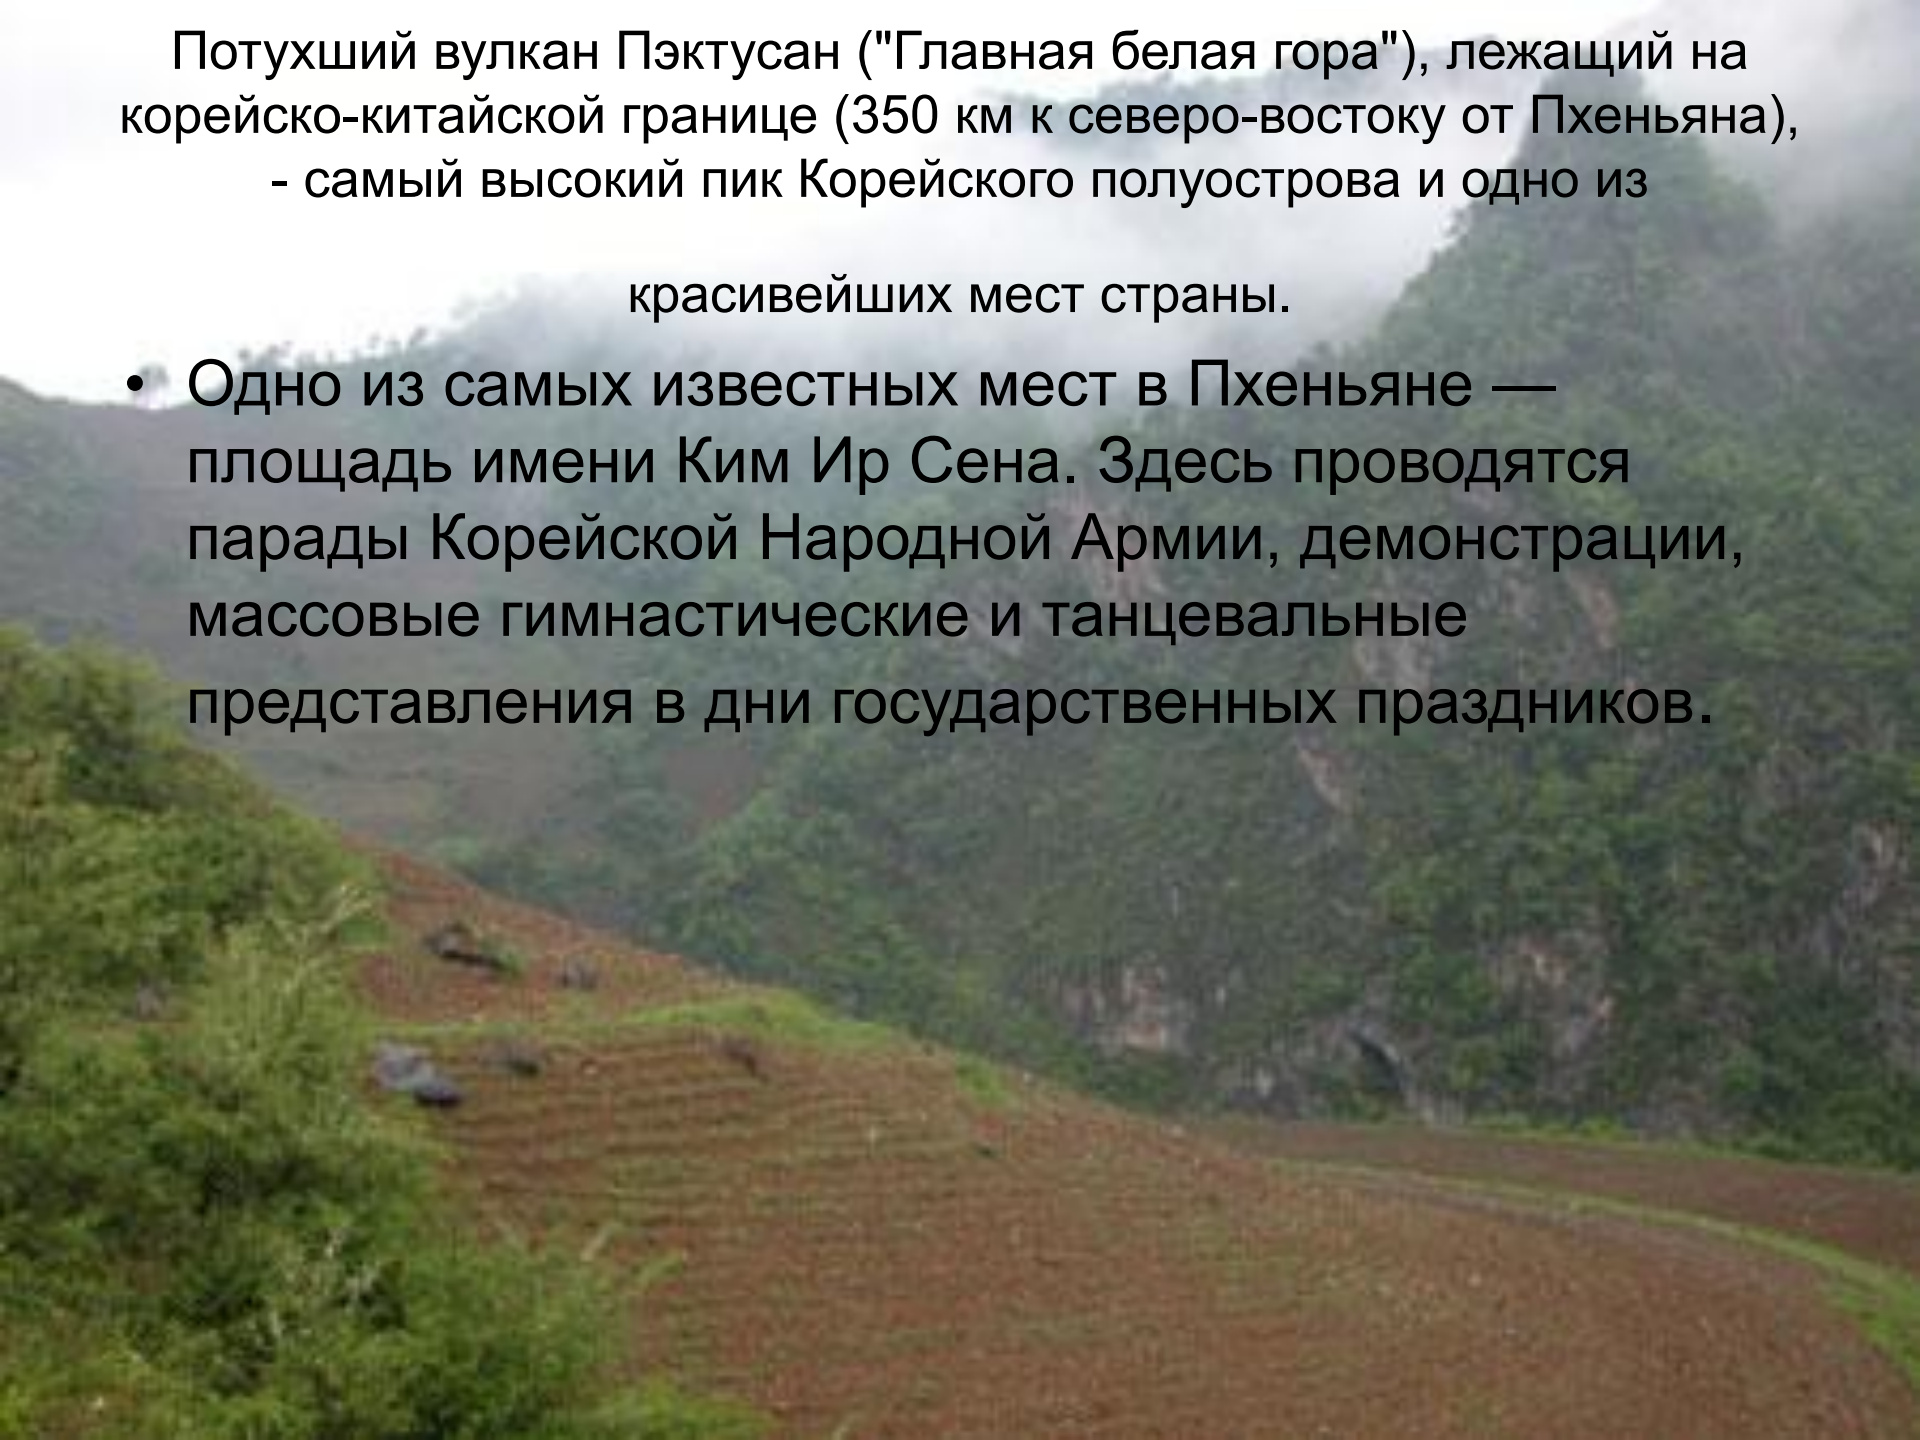 Потухший вулкан Пэктусан ("Главная белая гора"), лежащий на
корейско-китайской границе (350 км к северо-востоку от Пхеньяна),
- самый высокий пик Корейского полуострова и одно из
красивейших мест страны.
• Одно из самых известных мест в Пхеньяне —
площадь имени Ким Ир Сена. Здесь проводятся
парады Корейской Народной Армии, демонстрации,
массовые гимнастические и танцевальные
представления в дни государственных праздников.